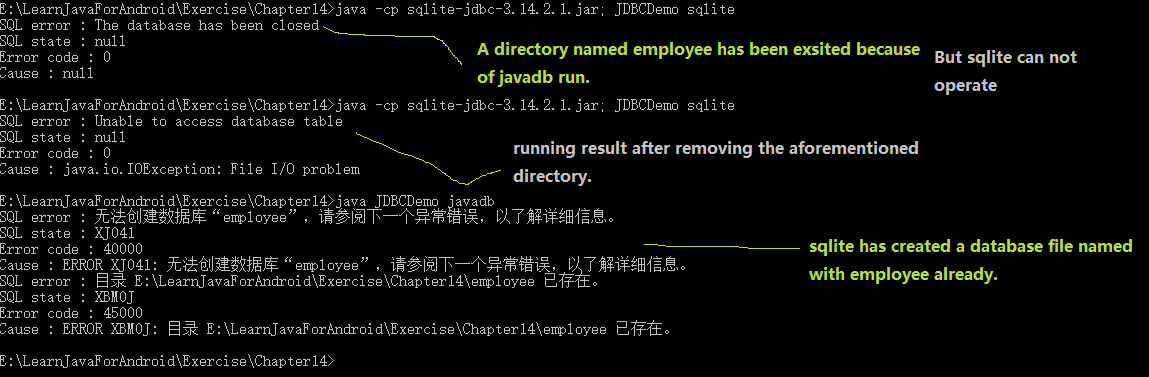 E:\LearnJavaForAndroid\Exercise\Chapter14>java -cp sqlite-jdbc-3.14.2.1.jar; JDBCDemo sqlite
SQL error : The database has been closed
SQL state : null
Error code : 0
Cause : null
A directory named employee has been exsited because
of javadb run.
But sqlite can not
operate
E:\LearnJavaForAndroid\Exercise\Chapter14>java -cp sqlite-jdbc-3.14.2.1.jar; JDBCDemo sqlite
SQL error : Unable to access database table
SQL state : null
Error code : 0
Cause : java.io.IOException: File I/O problem
running result after removing the aforementioned
directory.
E:\LearnJavaForAndroid\Exercise\Chapter14>java JDBCDemo javadb
SQL error : 无法创建数据库“employee”，请参阅下一个异常错误，以了解详细信息。
SQL state : XJ041
Error code : 40000
Cause : ERROR XJ041: 无法创建数据库“employee”，请参阅下一个异常错误，以了解详细信息。
SQL error : 目录 E:\LearnJavaForAndroid\Exercise\Chapter14\employee 已存在。
SQL state : XBM0J
Error code : 45000
Cause : ERROR XBM0J: 目录 E:\LearnJavaForAndroid\Exercise\Chapter14\employee 已存在。
sqlite has created a database file named
with employee already.
E:\LearnJavaForAndroid\Exercise\Chapter14>